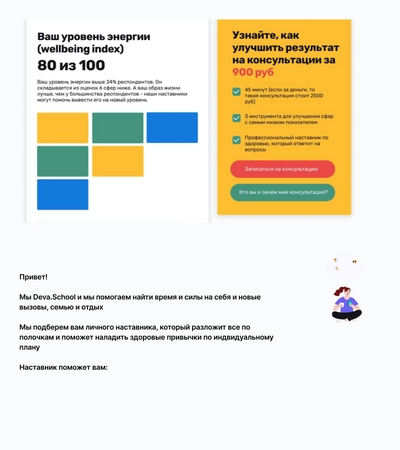 Ваш уровень энергии
(wellbeing index)
80 из 100
Ваш уровень энергии выше 24% респондентов. Он
складывается из оценок 6 сфер ниже. А ваш образ жизни
лучше, чем у большинства респондентов - наши наставники
могут помочь вывести его на новый уровень
Узнайте, как
улучшить результат
на консультации за
900 руб
45 минут (если за деньги, то
такая консультация стоит 2500
руб)
3 инструмента для улучшения сфер
с самым низким показателем
Профессиональный наставник по
здоровью, который ответит на
вопросы
Записаться на консультацию
Кто вы и зачем мне консультация?
Привет!
Мы Deva.School и мы помогаем найти время и силы на себя и новые
вызовы, семью и отдых
Мы подберем вам личного наставника, который разложит все по
полочкам и поможет наладить здоровые привычки по индвидуальному
плану
Наставник поможет вам: